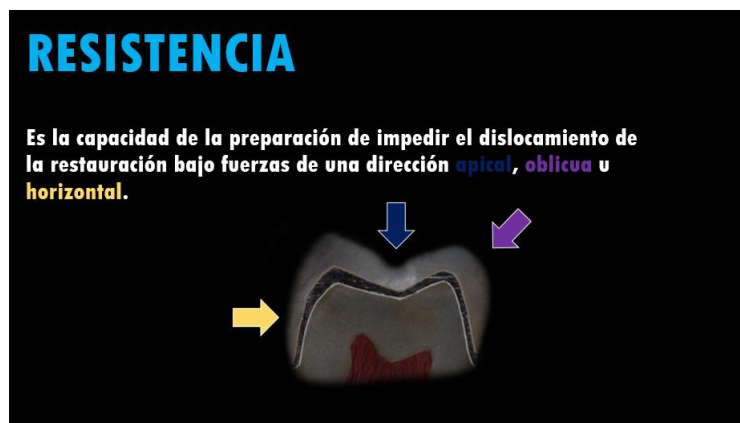 RESISTENCIA
Es la capacidad de la preparación de impedir el dislocamiento de
la restauración bajo fuerzas de una dirección apical, oblicua u
horizontal.